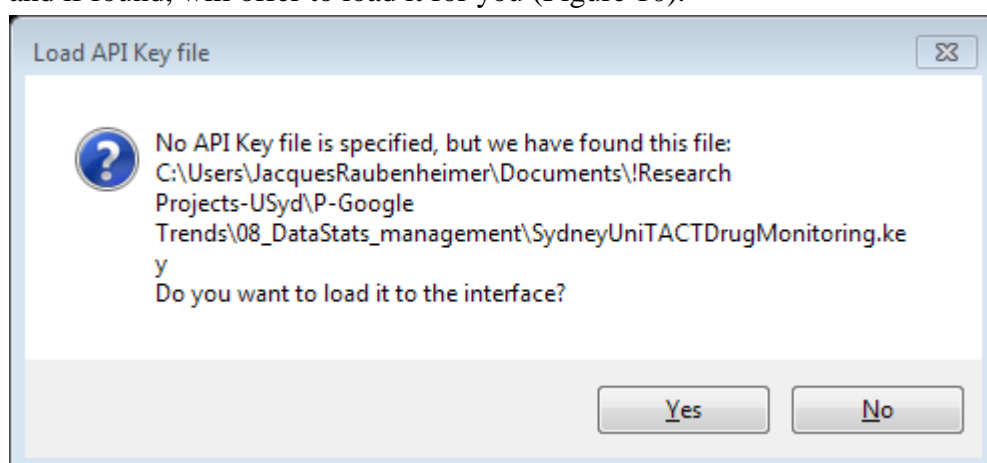 and if found, will offer to load it for you (Figure 10).
Load API Key file
No API Key file is specified, but we have found this file:
C:\Users\JacquesRaubenheimer\Documents\!Research
Projects-USyd\P-Google
Trends\08_DataStats_management\SydneyUniTACTDrugMonitoring.ke
y
Do you want to load it to the interface?
Yes
No